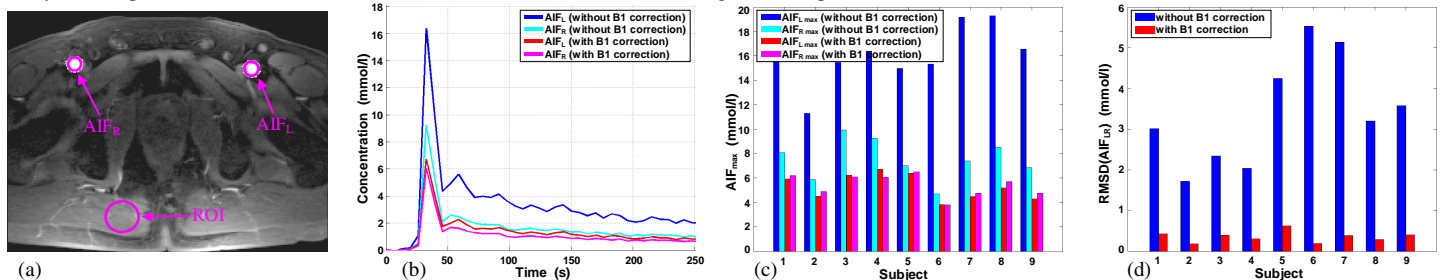 AIF_R
AIF_L
ROI
(a)
18
16
14
12
10
8
6
4
2
0
Concentration (mmol/l)
0 50 100 150 200 250
Time (s)
AIF_L (without B1 correction)
AIF_R (without B1 correction)
AIF_L (with B1 correction)
AIF_R (with B1 correction)
(b)
20
18
16
14
12
10
8
6
4
2
0
AIF_max (mmol/l)
1 2 3 4 5 6 7 8 9
Subject
AIF_L max (without B1 correction)
AIF_R max (without B1 correction)
AIF_L max (with B1 correction)
AIF_R max (with B1 correction)
(c)
6
5
4
3
2
1
0
RMSD(AIF_LR) (mmol/l)
1 2 3 4 5 6 7 8 9
Subject
without B1 correction
with B1 correction
(d)